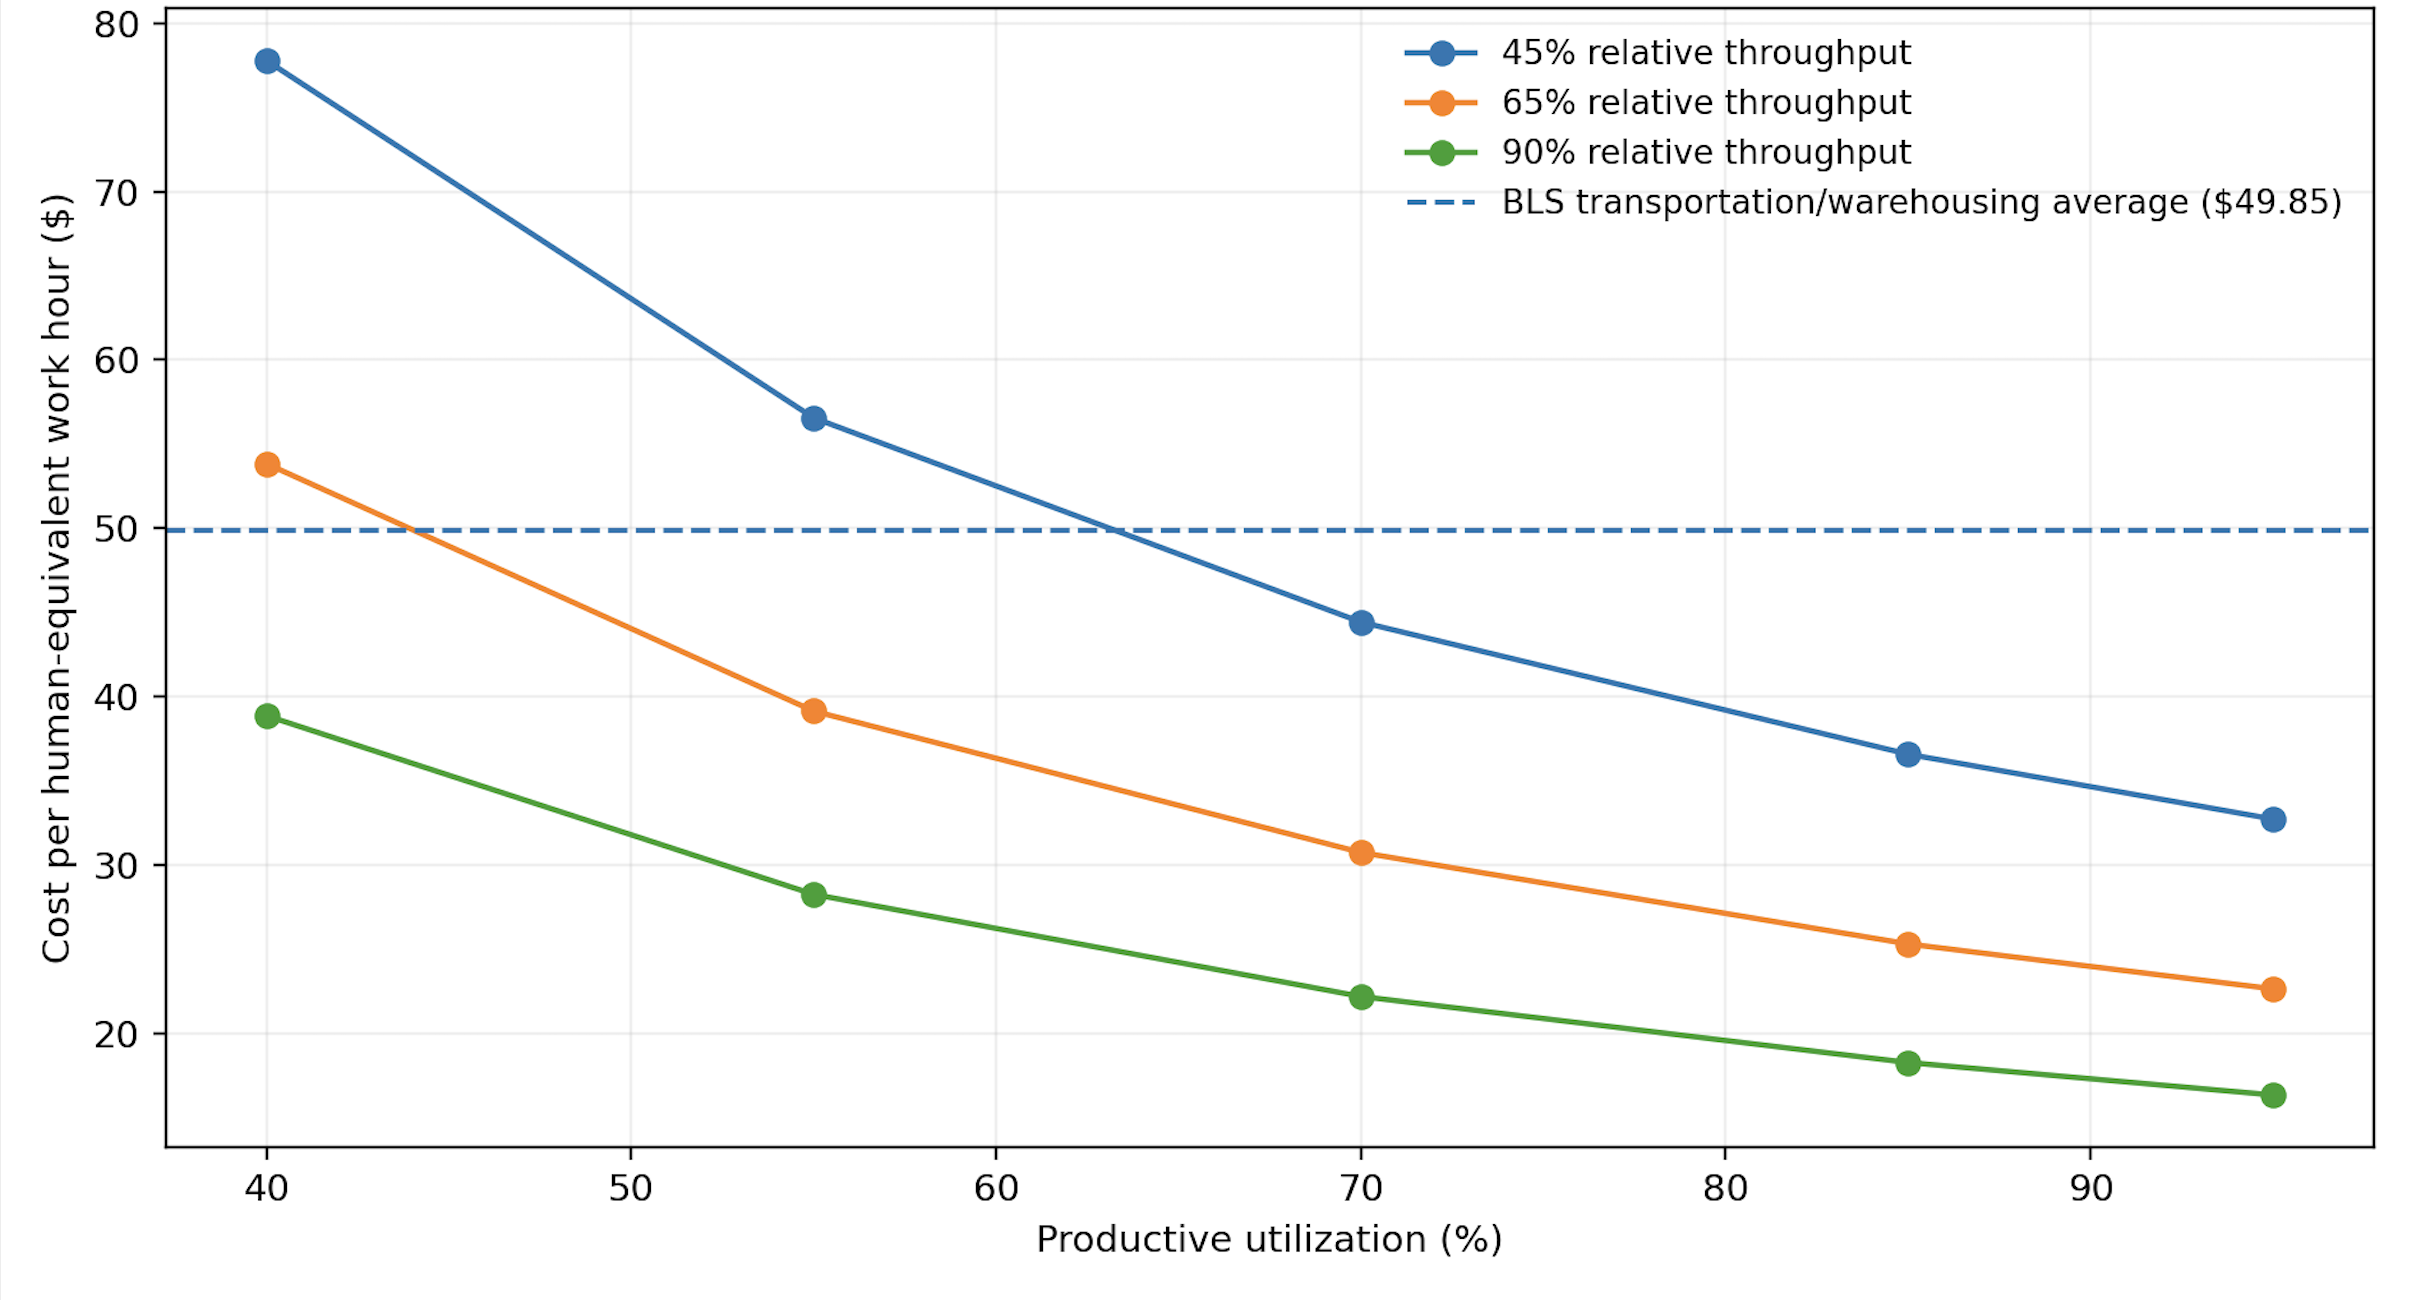 80
70
60
50
40
30
20
Cost per human-equivalent work hour ($)
45% relative throughput
65% relative throughput
90% relative throughput
BLS transportation/warehousing average ($49.85)
40 50 60 70 80 90
Productive utilization (%)